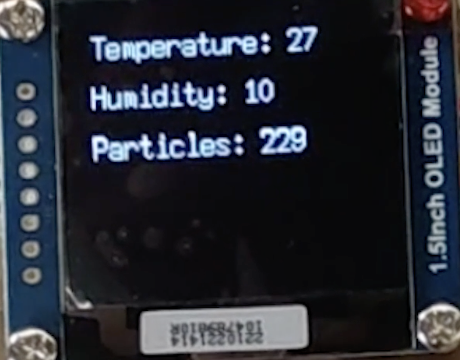 Temperature: 27
Humidity: 10
Particles: 229
1.5inch OLED Module